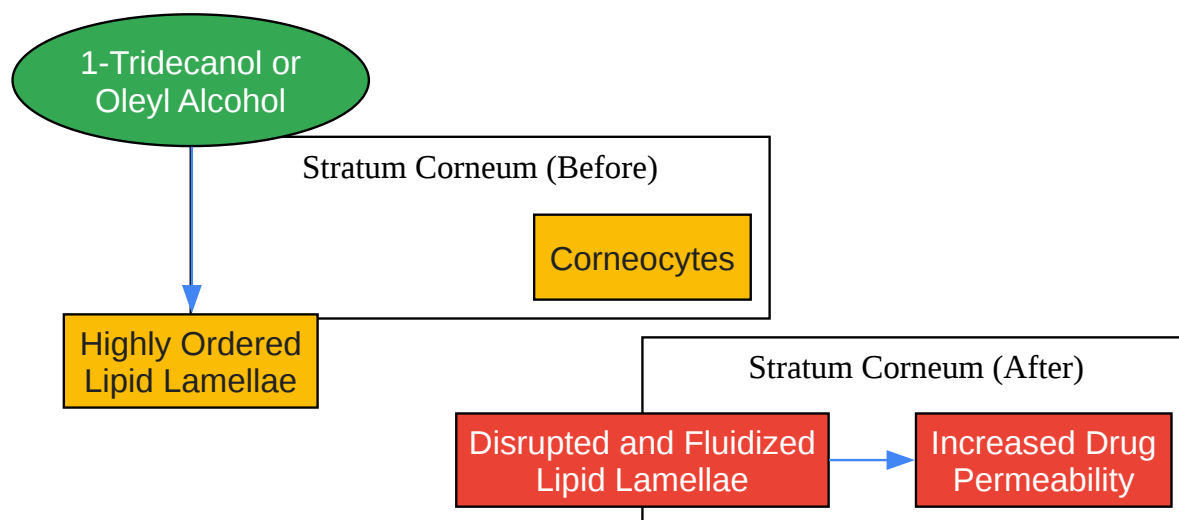 1-Tridecanol or
Oleyl Alcohol
Stratum Corneum (Before)
Corneocytes
Highly Ordered
Lipid Lamellae
Stratum Corneum (After)
Disrupted and Fluidized
Lipid Lamellae
Increased Drug
Permeability